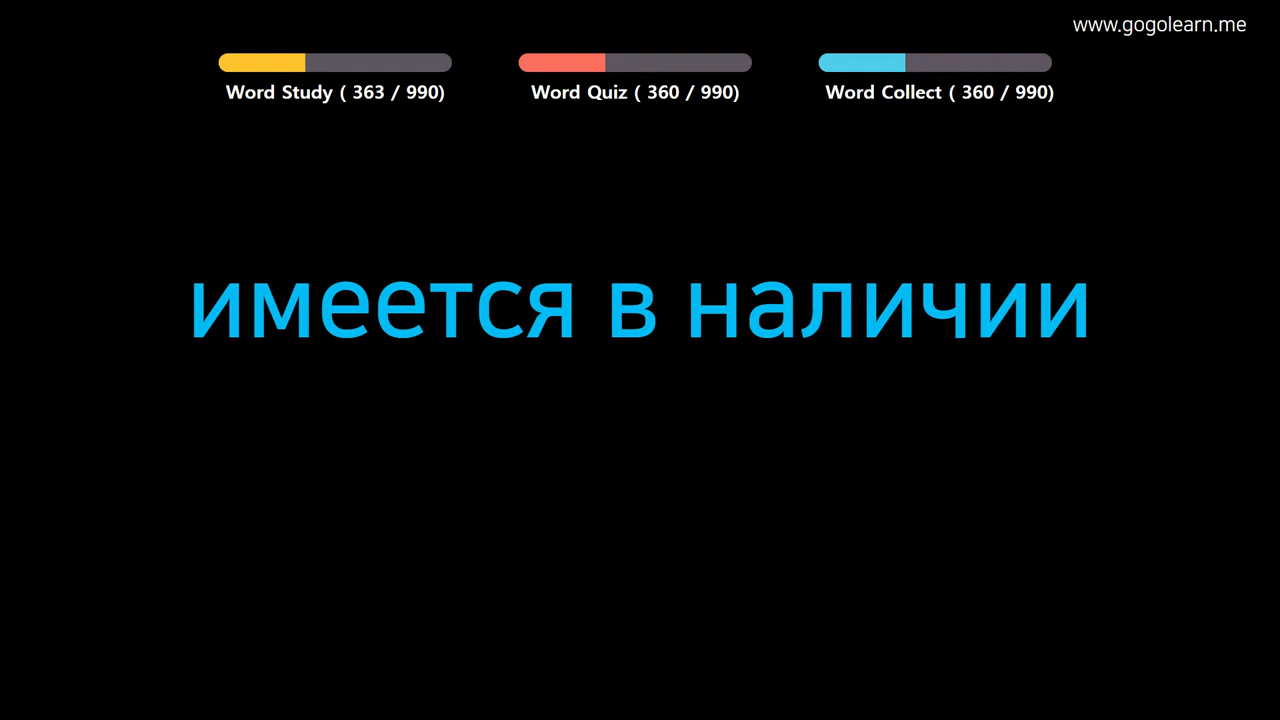 www.gogolearn.me
Word Study ( 363 / 990)
Word Quiz ( 360 / 990)
Word Collect ( 360 / 990)
имеется в наличии